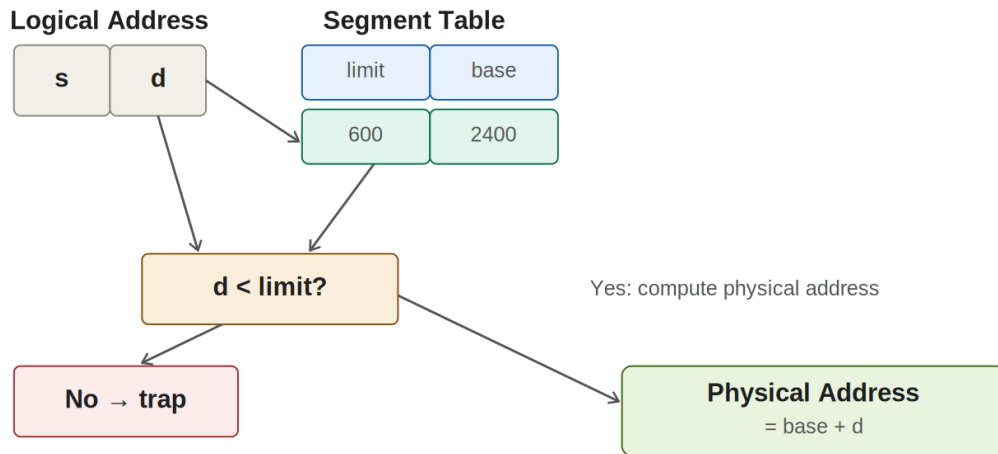 Logical Address
Segment Table
s
d
limit
base
600
2400
d < limit?
Yes: compute physical address
No → trap
Physical Address
= base + d